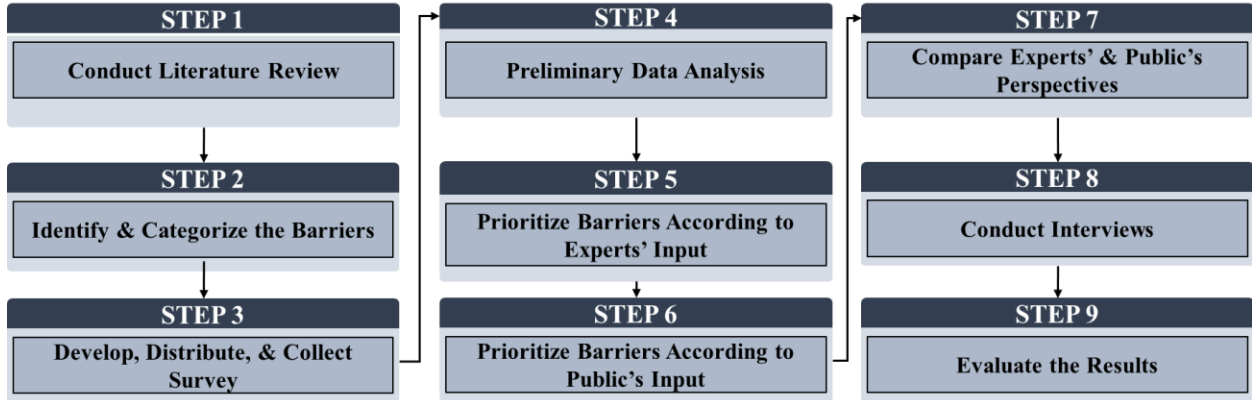 STEP 1
Conduct Literature Review
STEP 2
Identify & Categorize the Barriers
STEP 3
Develop, Distribute, & Collect
Survey
STEP 4
Preliminary Data Analysis
STEP 5
Prioritize Barriers According to
Experts’ Input
STEP 6
Prioritize Barriers According to
Public’s Input
STEP 7
Compare Experts’ & Public’s
Perspectives
STEP 8
Conduct Interviews
STEP 9
Evaluate the Results